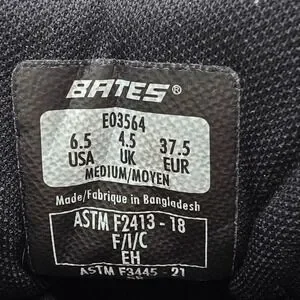 BATES®
E03564
6.5 4.5 37.5
USA UK EUR
MEDIUM/MOYEN
Made/Fabrique in Bangladesh
ASTM F2413 - 18
F/I/C
EH
ASTM F3445 - 21